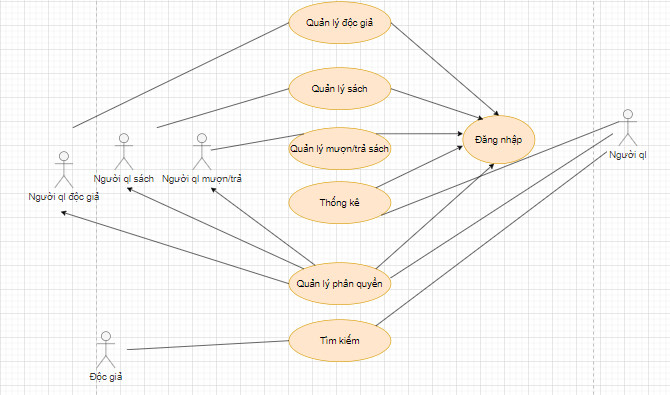 Quản lý độc giả
Quản lý sách
Quản lý mượn/trả sách
Đăng nhập
Người ql
Người ql sách
Người ql mượn/trả
Người ql độc giả
Thống kê
Quản lý phân quyền
Tìm kiếm
Độc giả